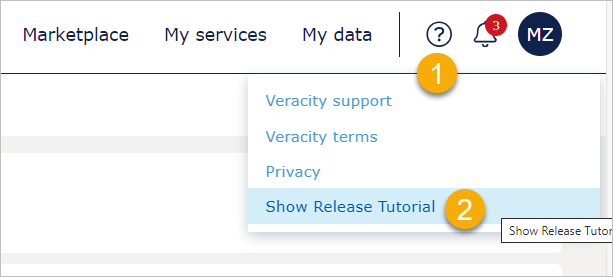 Marketplace My services My data ? 3 MZ
1
Veracity support
Veracity terms
Privacy
Show Release Tutorial 2
Show Release Tutor